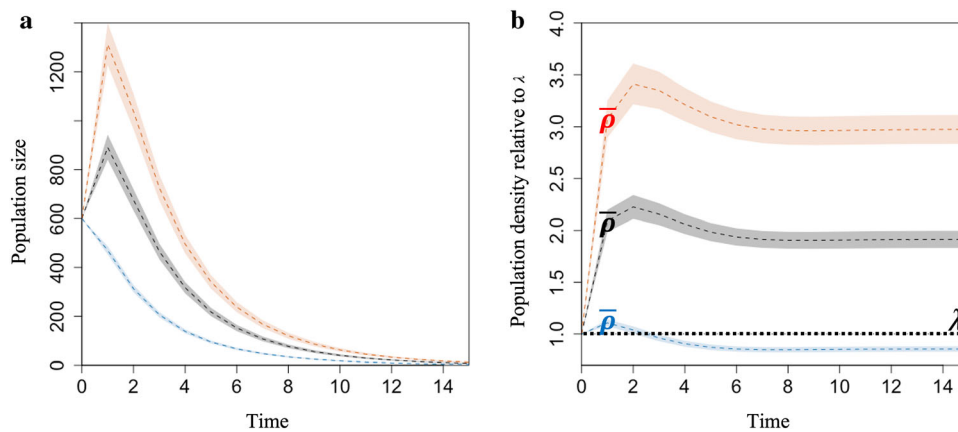 a
Population size
1200
1000
800
600
400
200
0
0 2 4 6 8 10 12 14
Time
b
Population density relative to λ
4.0
3.5
3.0
2.5
2.0
1.5
1.0
ρ̅
ρ̅
ρ̅
λ
0 2 4 6 8 10 12 14
Time